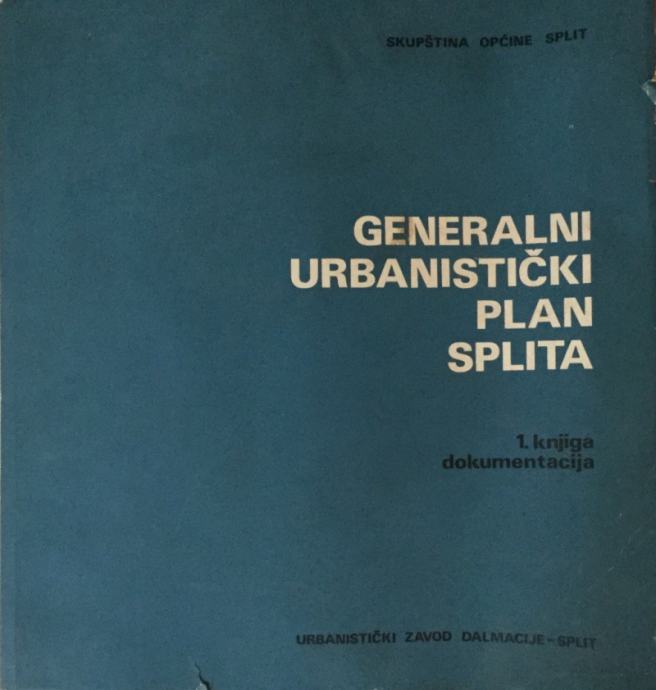 SKUPŠTINA OPĆINE SPLIT
GENERALNI
URBANISTIČKI
PLAN
SPLITA
1. knjiga
dokumentacija
URBANISTIČKI ZAVOD DALMACIJE-SPLIT